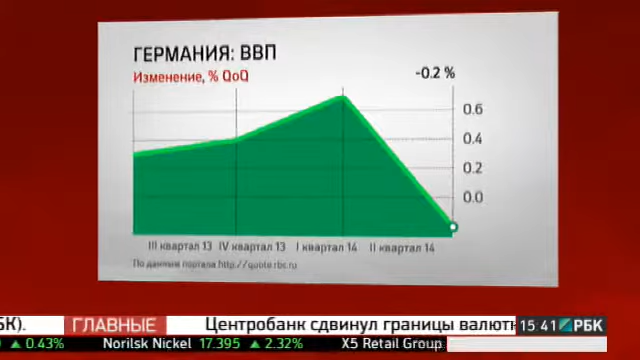 ГЕРМАНИЯ: ВВП
Изменение, % QoQ
-0.2 %
0.6
0.4
0.2
0.0
III квартал 13 IV квартал 13 I квартал 14 II квартал 14
По данным портала http://quote.rbc.ru
БК). ГЛАВНЫЕ Центробанк сдвинул границы валютн 15:41 РБК
0.43% Norilsk Nickel 17.395 2.32% X5 Retail Group